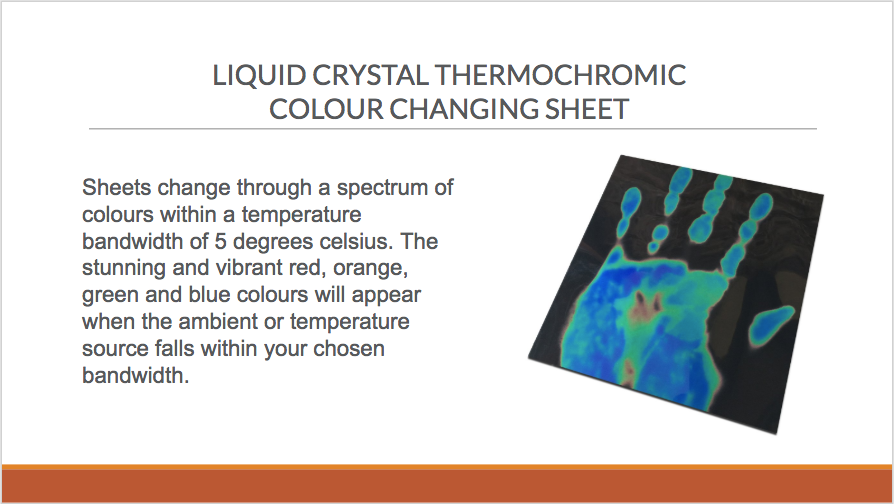 LIQUID CRYSTAL THERMOCHROMIC
COLOUR CHANGING SHEET
Sheets change through a spectrum of
colours within a temperature
bandwidth of 5 degrees celsius. The
stunning and vibrant red, orange,
green and blue colours will appear
when the ambient or temperature
source falls within your chosen
bandwidth.